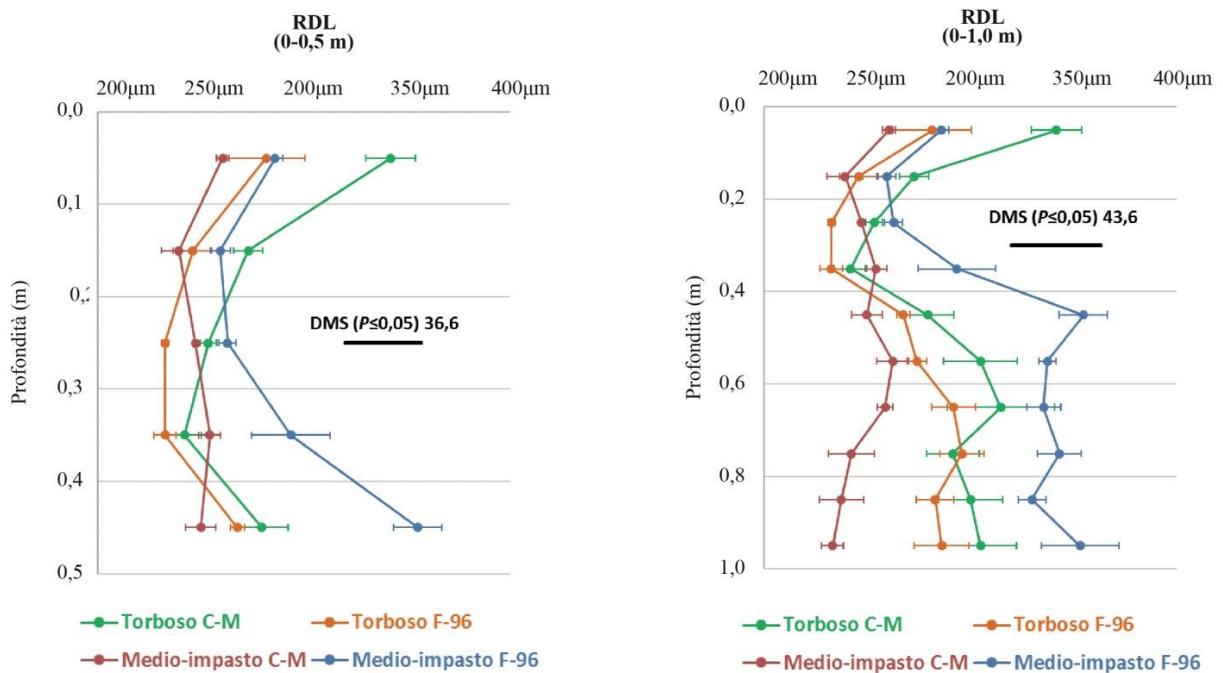 RDL
(0-0,5 m)
200µm 250µm 200µm 350µm 400µm
0,0
0,1
0,2
0,3
0,4
0,5
Profondità (m)
DMS (P≤0,05) 36,6
Torboso C-M
Torboso F-96
Medio-impasto C-M
Medio-impasto F-96
RDL
(0-1,0 m)
200µm 250µm 200µm 350µm 400µm
0,0
0,2
0,4
0,6
0,8
1,0
Profondità (m)
DMS (P≤0,05) 43,6
Torboso C-M
Torboso F-96
Medio-impasto C-M
Medio-impasto F-96